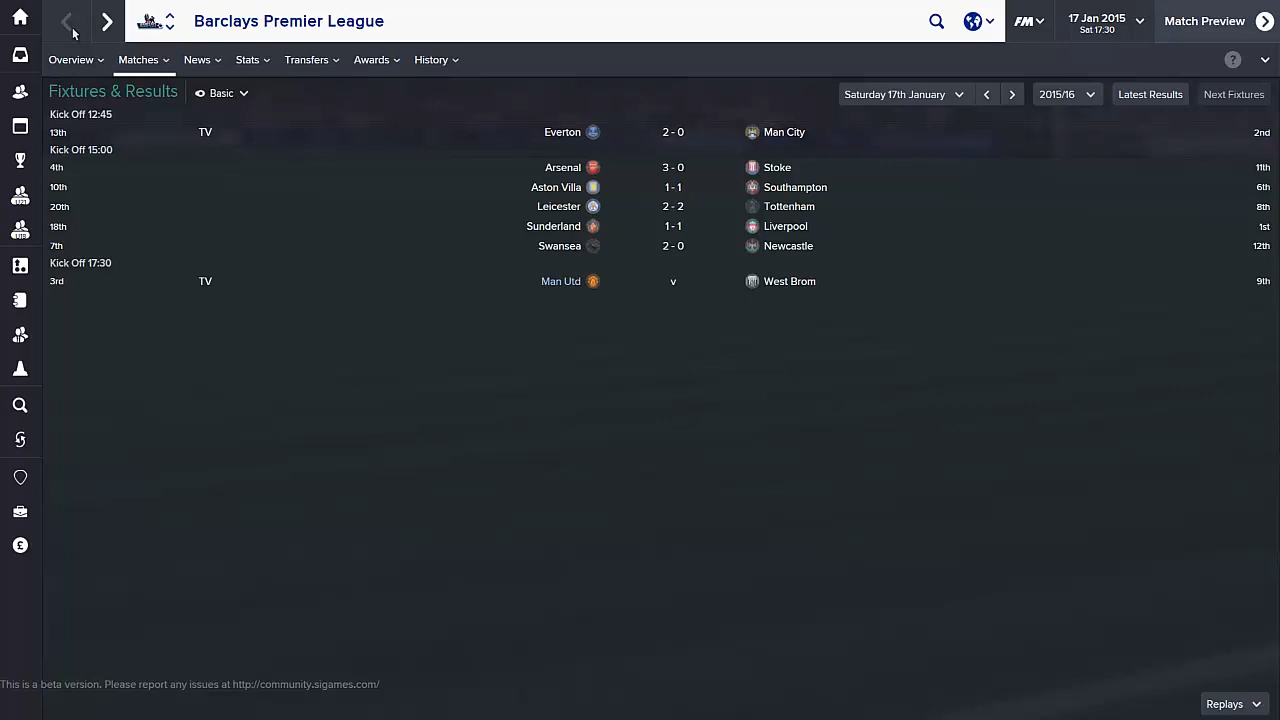 Barclays Premier League
FM
17 Jan 2015
Sat 17:30
Match Preview
Overview Matches News Stats Transfers Awards History
?
Fixtures & Results Basic Saturday 17th January 2015/16 Latest Results Next Fixtures
Kick Off 12:45
13th TV Everton 2 - 0 Man City 2nd
Kick Off 15:00
4th Arsenal 3 - 0 Stoke 11th
10th Aston Villa 1 - 1 Southampton 6th
20th Leicester 2 - 2 Tottenham 8th
18th Sunderland 1 - 1 Liverpool 1st
7th Swansea 2 - 0 Newcastle 12th
Kick Off 17:30
3rd TV Man Utd v West Brom 9th
This is a beta version. Please report any issues at http://community.sigames.com/
Replays